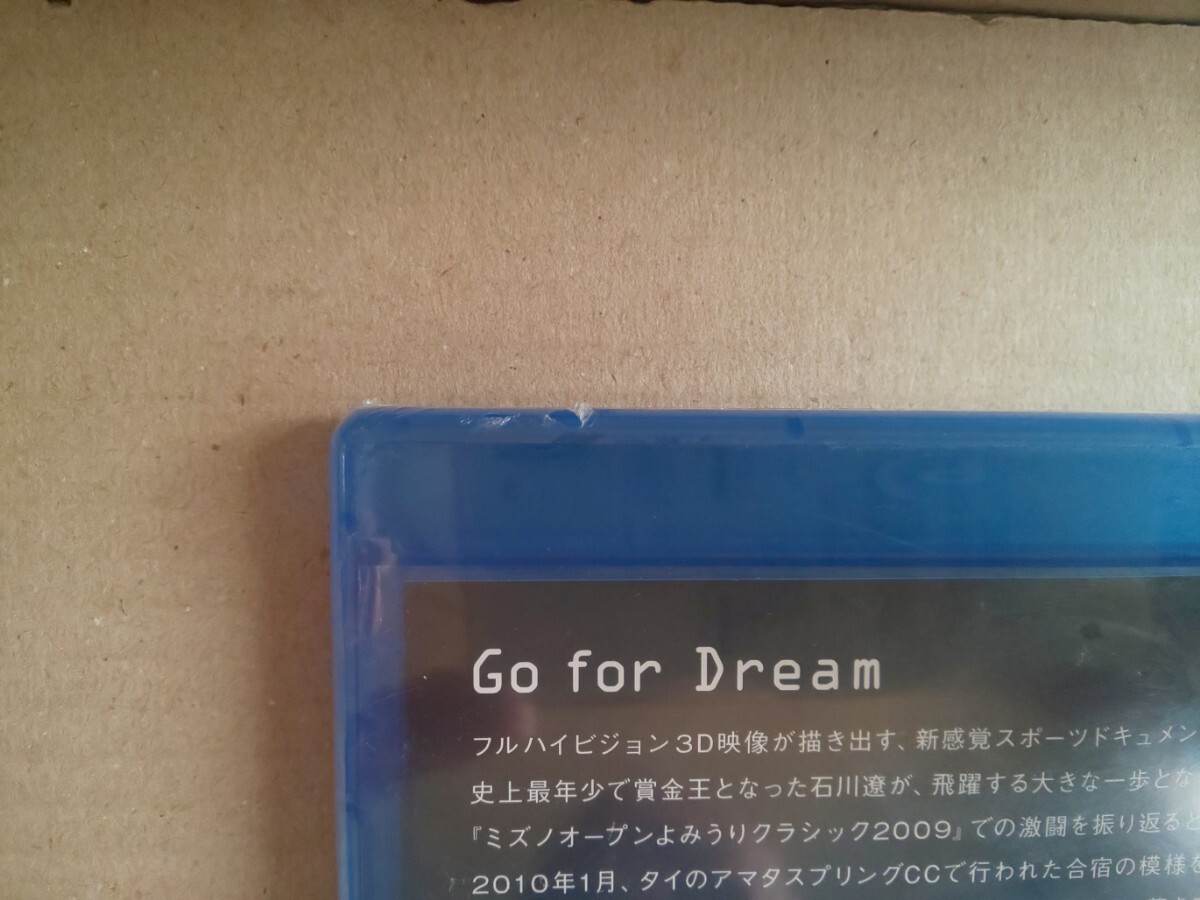 Go for Dream
フルハイビジョン3D映像が描き出す、新感覚スポーツドキュメン
史上最年少で賞金王となった石川遼が、飛躍する大きな一歩とな
『ミズノオープンよみうりクラシック2009』での激闘を振り返ると
2010年1月、タイのアマタスプリングCCで行われた合宿の模様を